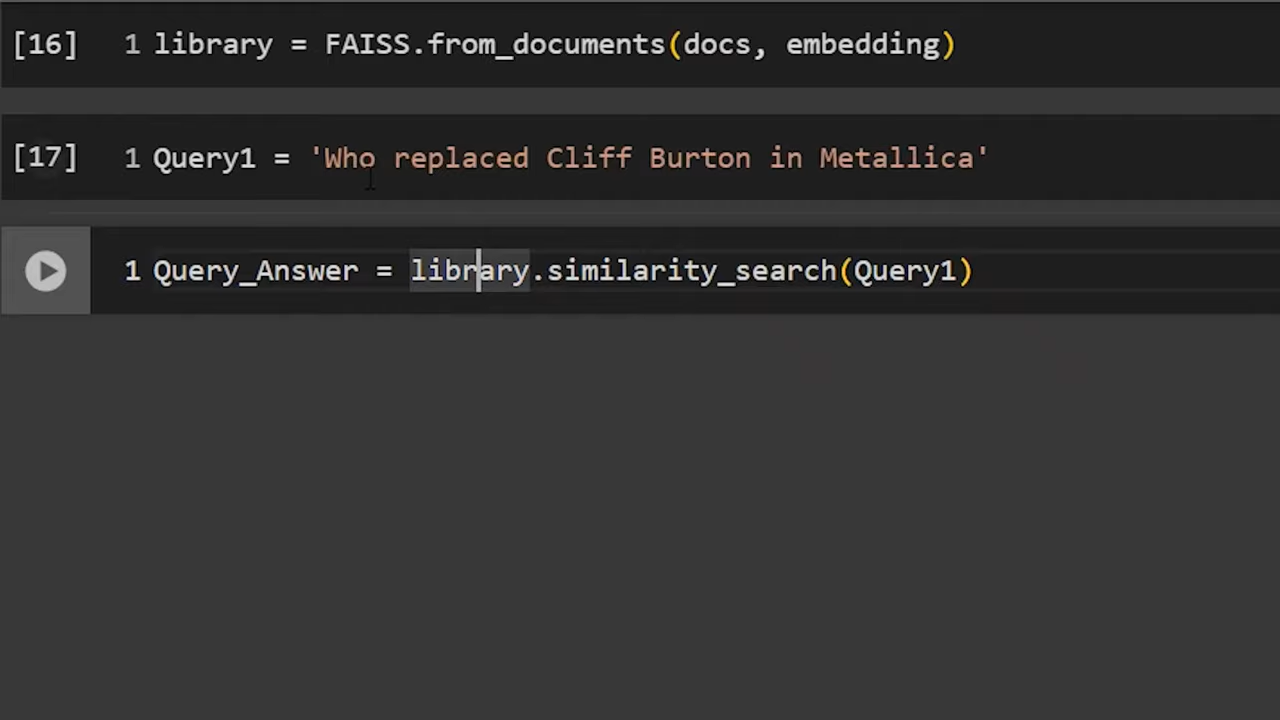 [16] 1 library = FAISS.from_documents(docs, embedding)
[17] 1 Query1 = 'Who replaced Cliff Burton in Metallica'
1 Query_Answer = library.similarity_search(Query1)